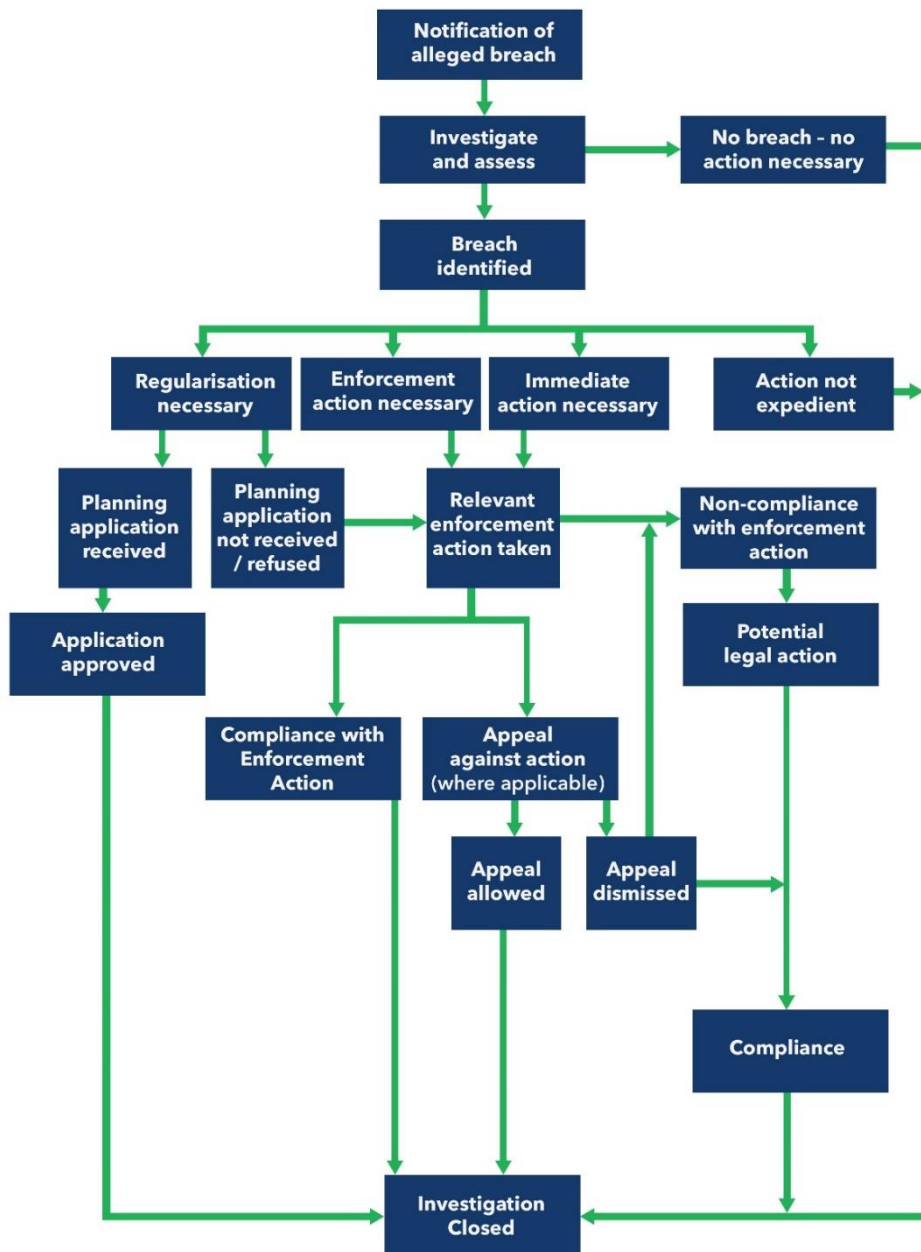 Notification of
alleged breach
Investigate
and assess
No breach – no
action necessary
Breach
identified
Regularisation
necessary
Enforcement
action necessary
Immediate
action necessary
Action not
expedient
Planning
application
received
Planning
application
not received
/ refused
Relevant
enforcement
action taken
Non-compliance
with enforcement
action
Application
approved
Potential
legal action
Compliance with
Enforcement
Action
Appeal
against action
(where applicable)
Appeal
allowed
Appeal
dismissed
Compliance
Investigation
Closed